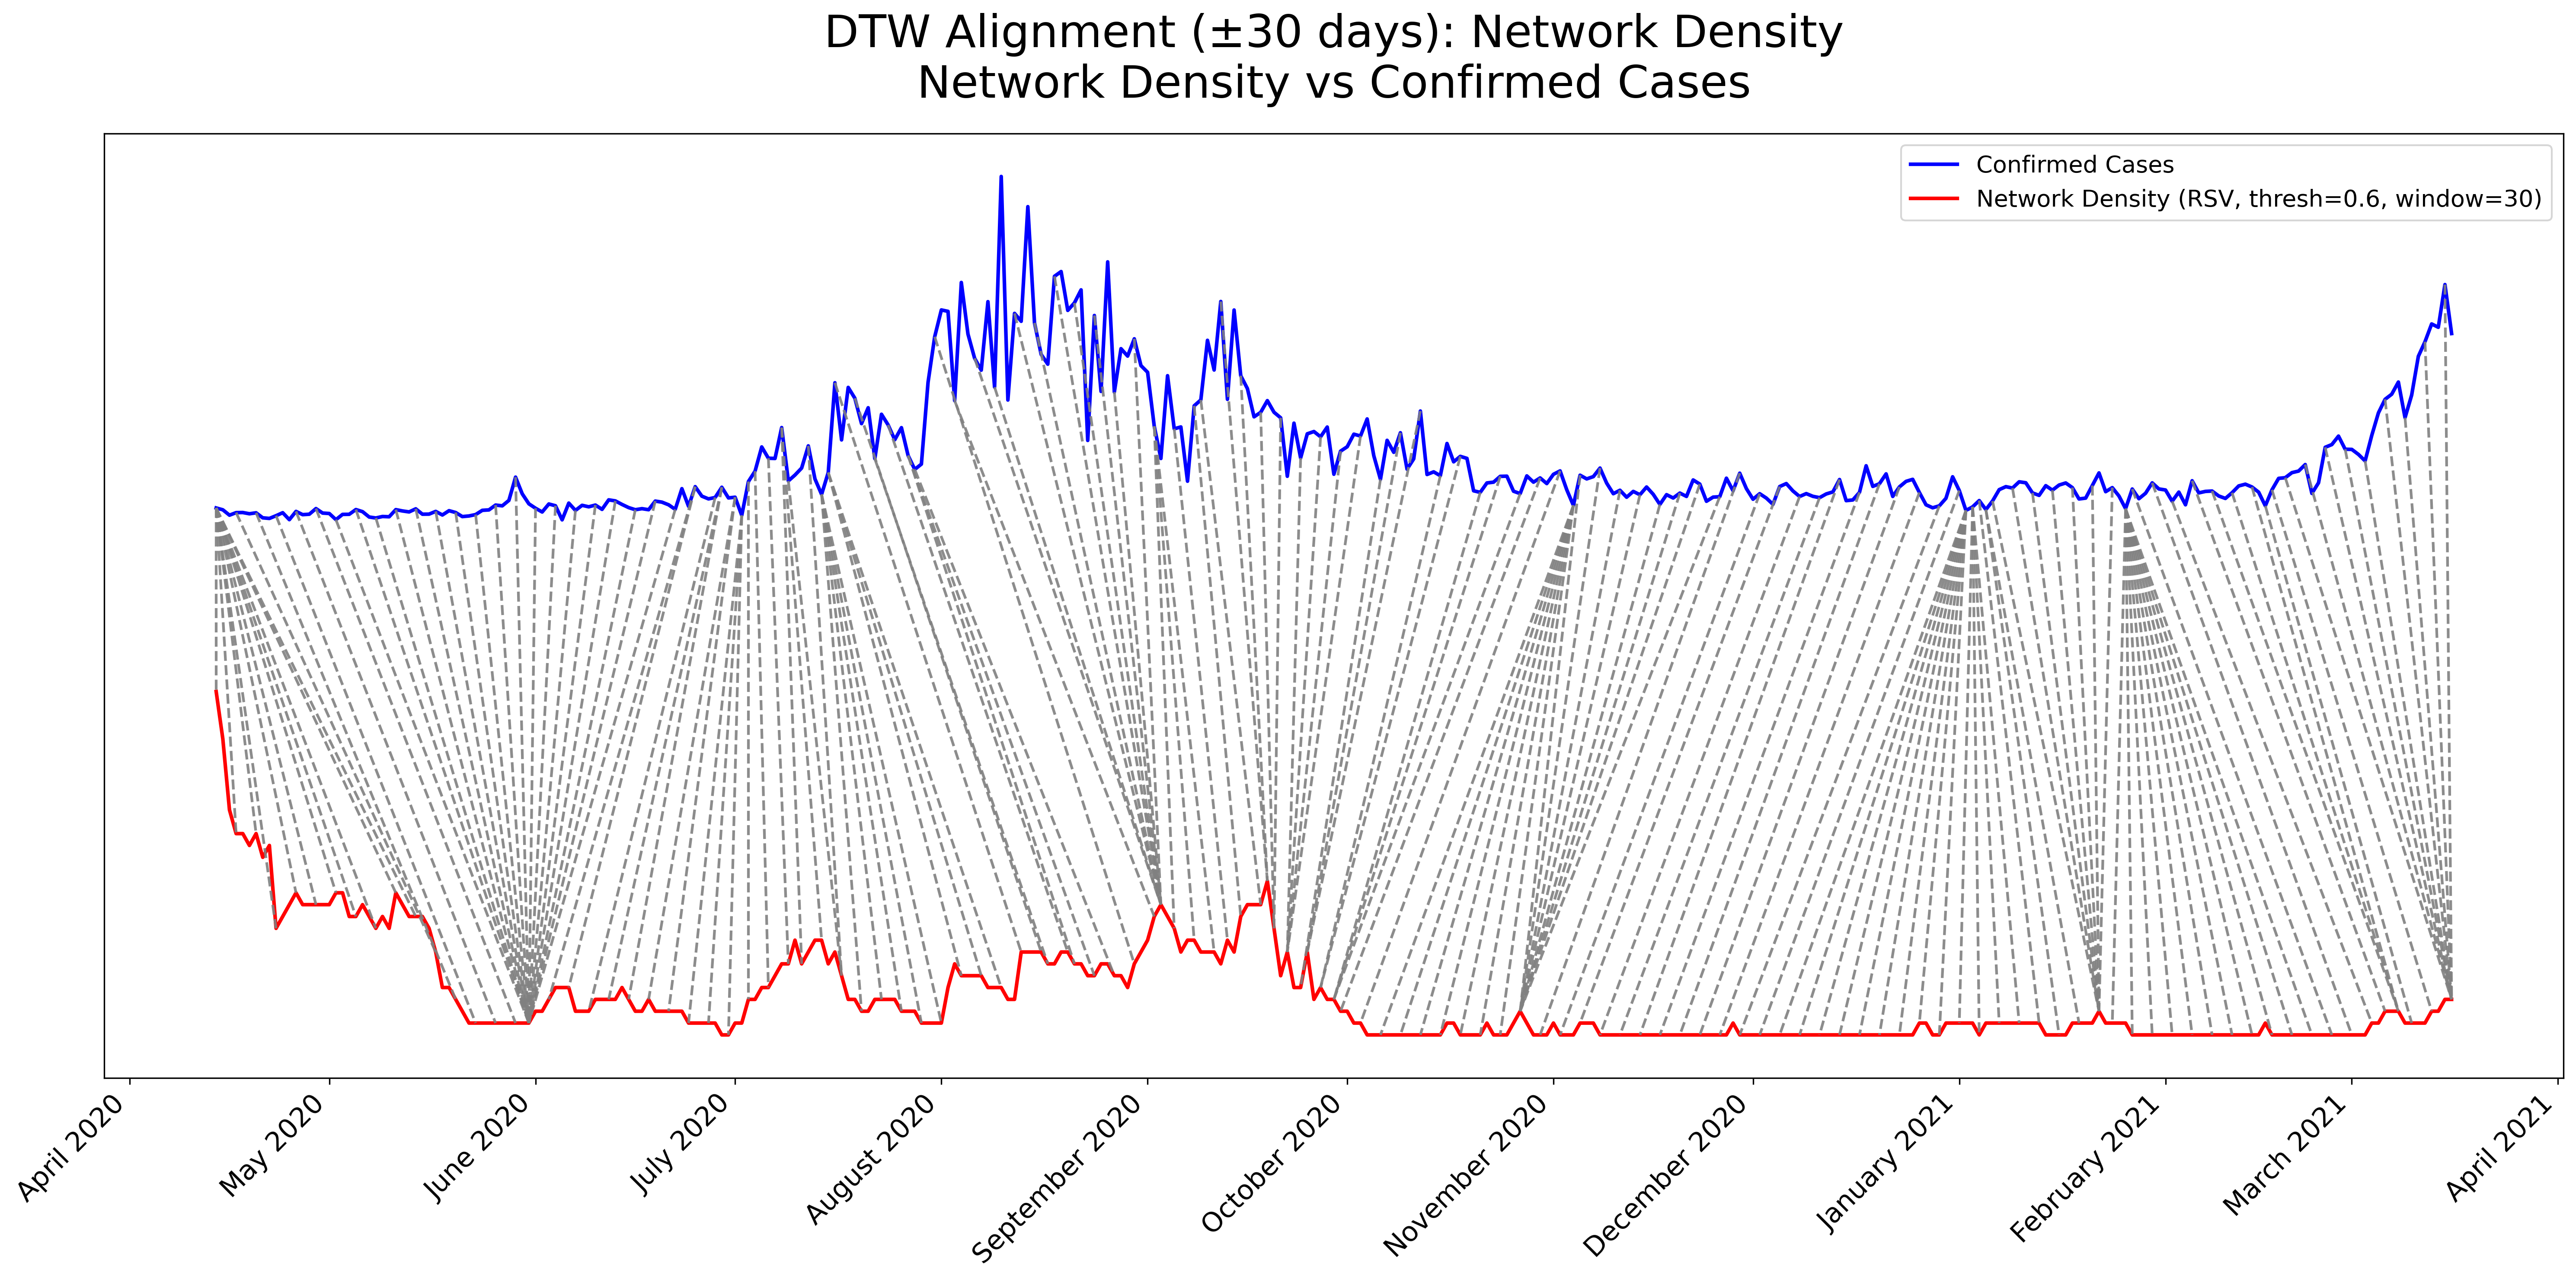 DTW Alignment (±30 days): Network Density
Network Density vs Confirmed Cases
Confirmed Cases
Network Density (RSV, thresh=0.6, window=30)
April 2020
May 2020
June 2020
July 2020
August 2020
September 2020
October 2020
November 2020
December 2020
January 2021
February 2021
March 2021
April 2021